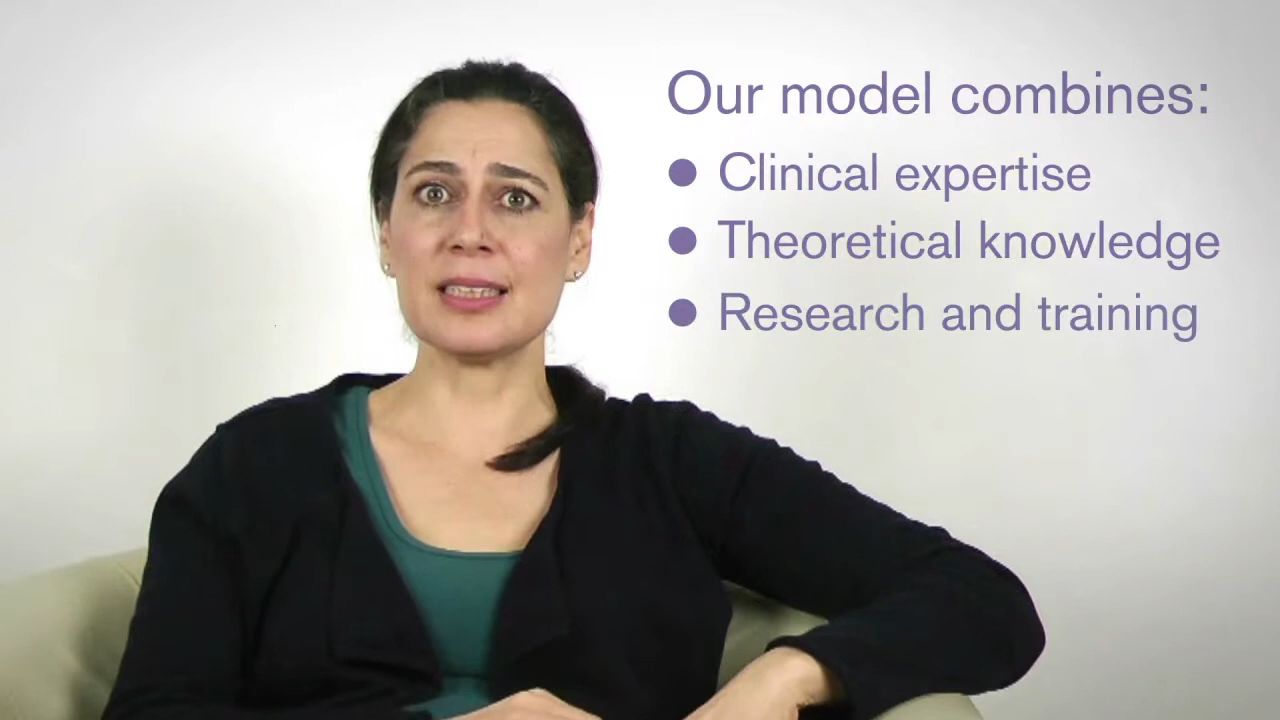 Our model combines:
● Clinical expertise
● Theoretical knowledge
● Research and training